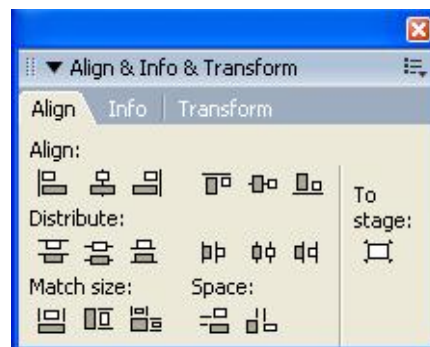 Align & Info & Transform
Align Info Transform
Align:
To
stage:
Distribute:
Match size: Space: